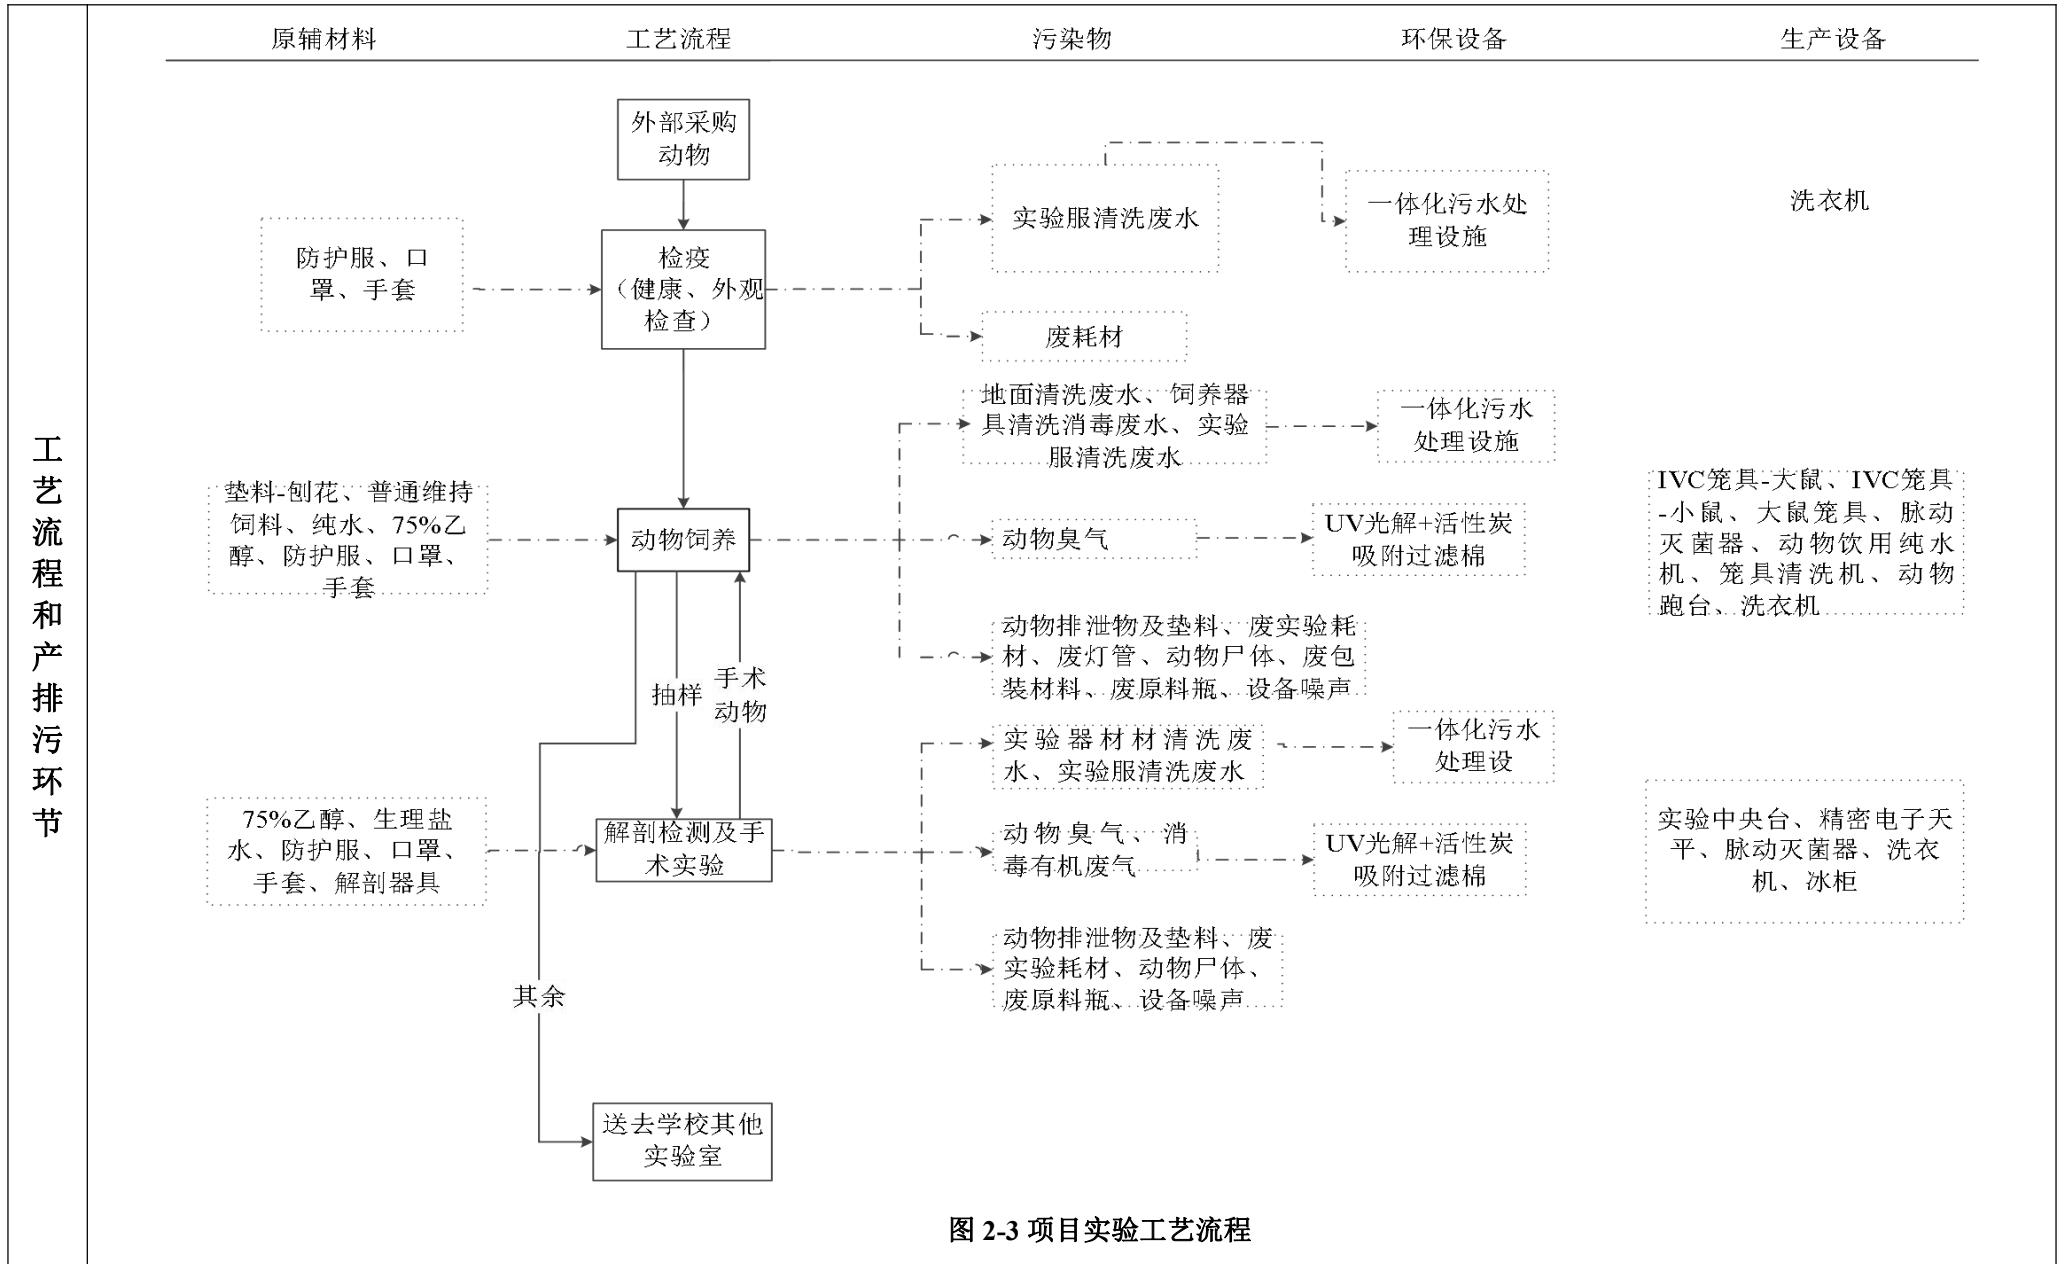 工艺流程和产排污环节
原辅材料
工艺流程
污染物
环保设备
生产设备
外部采购
动物
防护服、口
罩、手套
检疫
（健康、外观
检查）
实验服清洗废水
一体化污水处
理设施
洗衣机
废耗材
垫料-刨花、普通维持
饲料、纯水、75%乙
醇、防护服、口罩、
手套
动物饲养
地面清洗废水、饲养器
具清洗消毒废水、实验
服清洗废水
一体化污水
处理设施
动物臭气
UV光解+活性炭
吸附过滤棉
动物排泄物及垫料、废实验耗
材、废灯管、动物尸体、废包
装材料、废原料瓶、设备噪声
IVC笼具-大鼠、IVC笼具
-小鼠、大鼠笼具、脉动
灭菌器、动物饮用纯水
机、笼具清洗机、动物
跑台、洗衣机
抽样
手术
动物
75%乙醇、生理盐
水、防护服、口罩、
手套、解剖器具
解剖检测及手
术实验
实验器材材清洗废
水、实验服清洗废水
一体化污水
处理设
动物臭气、消
毒有机废气
UV光解+活性炭
吸附过滤棉
动物排泄物及垫料、废
实验耗材、动物尸体、
废原料瓶、设备噪声
实验中央台、精密电子天
平、脉动灭菌器、洗衣
机、冰柜
其余
送去学校其他
实验室
图 2-3 项目实验工艺流程